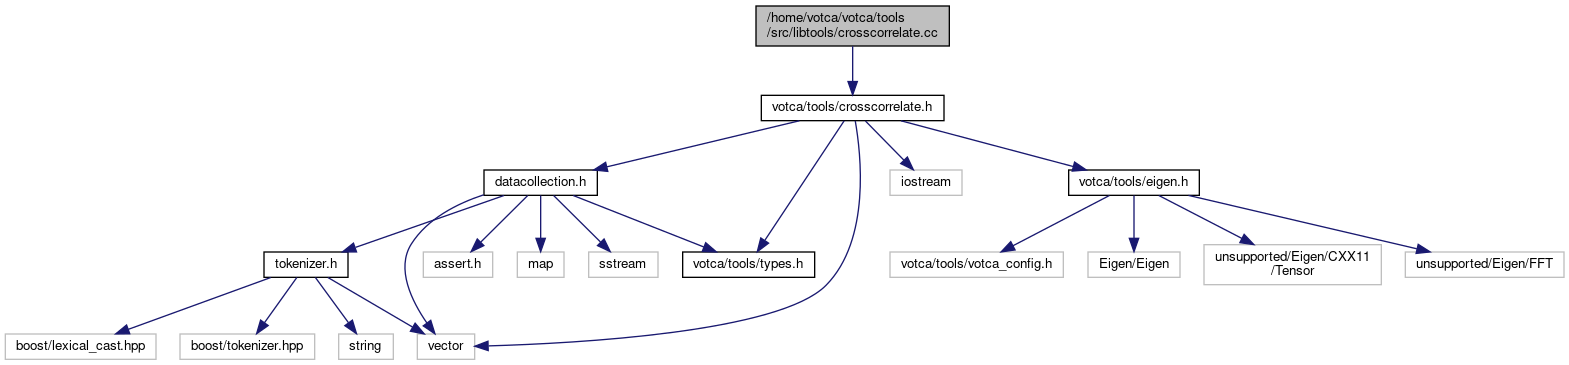 /home/votca/votca/tools
/src/libtools/crosscorrelate.cc
votca/tools/crosscorrelate.h
datacollection.h
iostream
votca/tools/eigen.h
tokenizer.h
assert.h
map
sstream
votca/tools/types.h
votca/tools/votca_config.h
Eigen/Eigen
unsupported/Eigen/CXX11
/Tensor
unsupported/Eigen/FFT
boost/lexical_cast.hpp
boost/tokenizer.hpp
string
vector